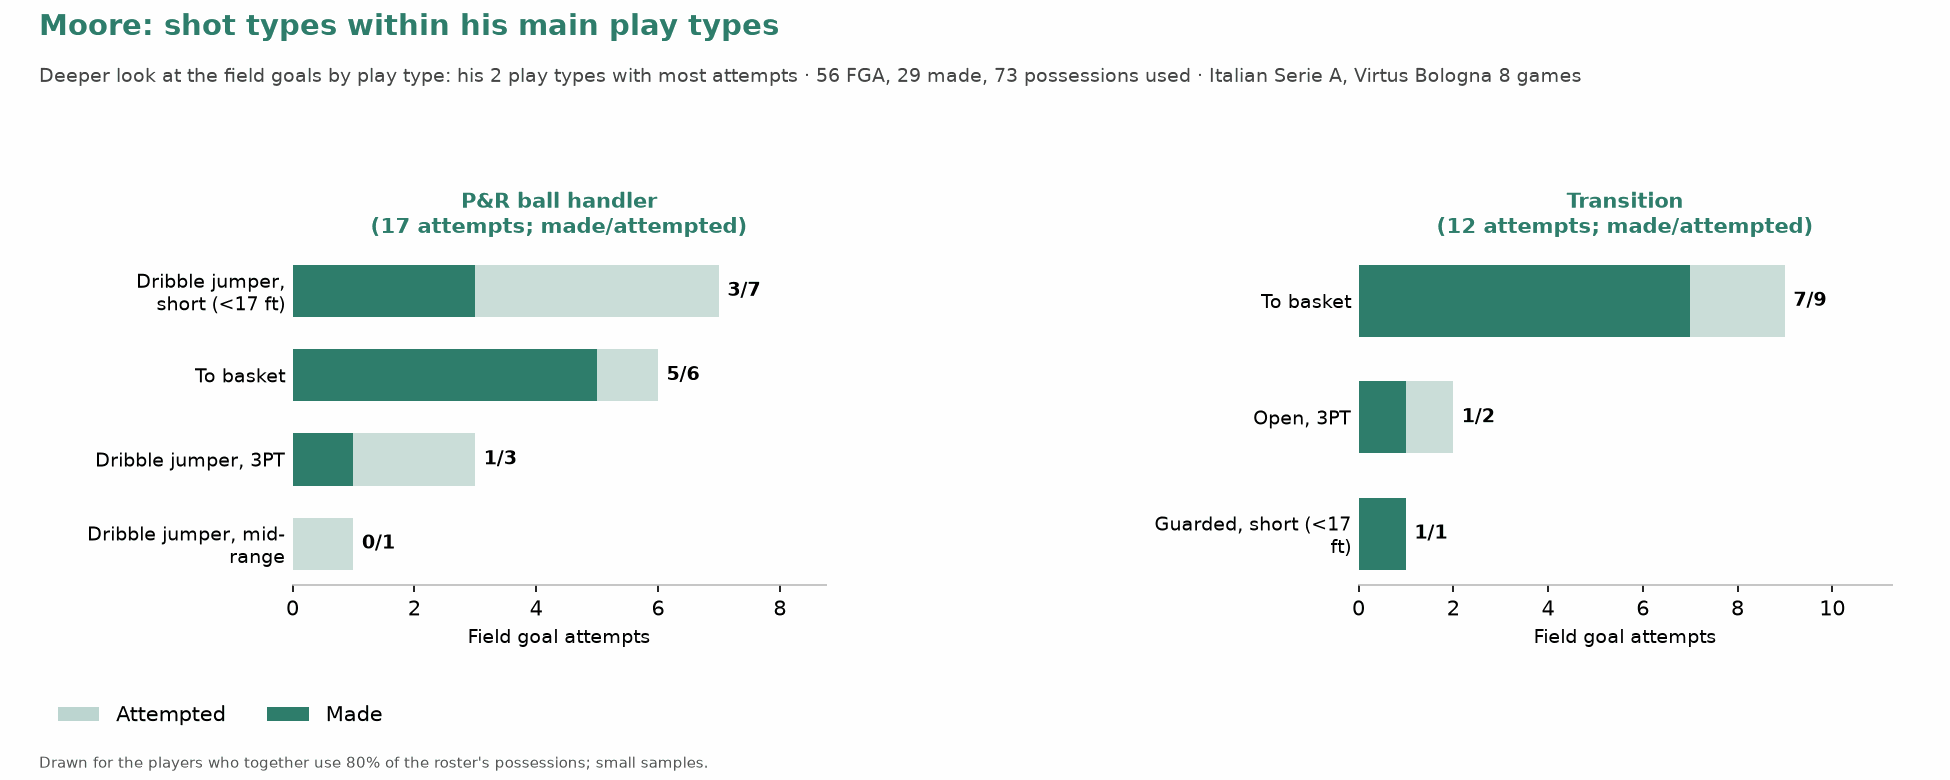 Moore: shot types within his main play types
Deeper look at the field goals by play type: his 2 play types with most attempts · 56 FGA, 29 made, 73 possessions used · Italian Serie A, Virtus Bologna 8 games
P&R ball handler
(17 attempts; made/attempted)
Dribble jumper,
short (<17 ft)
3/7
To basket
5/6
Dribble jumper, 3PT
1/3
Dribble jumper, mid-
range
0/1
0 2 4 6 8
Field goal attempts
Transition
(12 attempts; made/attempted)
To basket
7/9
Open, 3PT
1/2
Guarded, short (<17
ft)
1/1
0 2 4 6 8 10
Field goal attempts
Attempted Made
Drawn for the players who together use 80% of the roster's possessions; small samples.